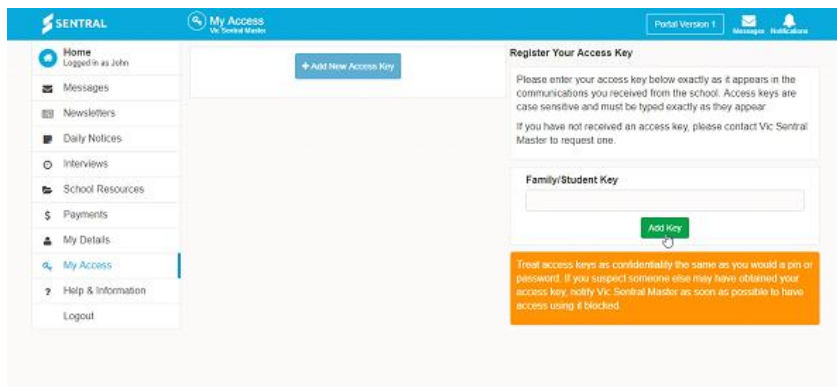 SENTRAL
My Access
Vic Sentral Master
Portal Version 1
Messages
Notifications
Home
Logged in as John
Messages
Newsletters
Daily Notices
Interviews
School Resources
$ Payments
My Details
My Access
? Help & Information
Logout
+ Add New Access Key
Register Your Access Key
Please enter your access key below exactly as it appears in the
communications you received from the school. Access keys are
case sensitive and must be typed exactly as they appear.
If you have not received an access key, please contact Vic Sentral
Master to request one.
Family/Student Key
Add Key
Treat access keys as confidentiality the same as you would a pin or
password. If you suspect someone else may have obtained your
access key, notify Vic Sentral Master as soon as possible to have
access using it blocked.